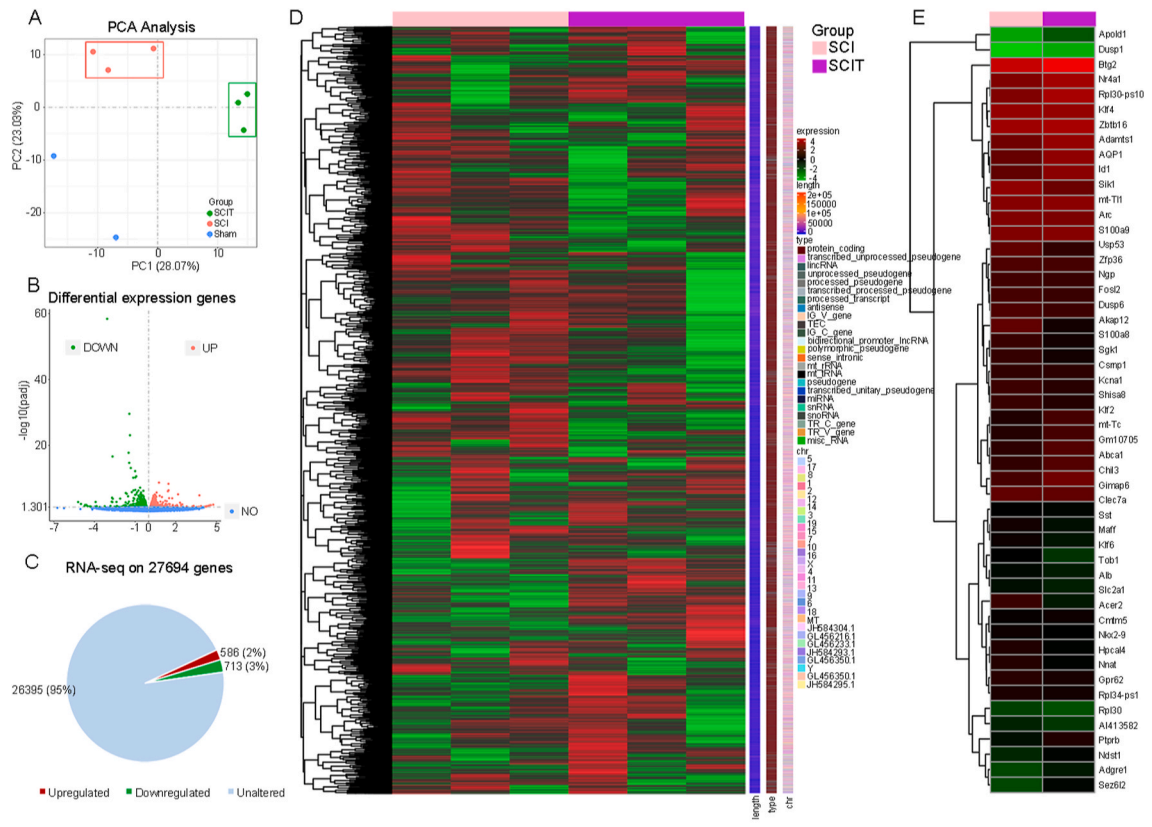 A
PCA Analysis
10
0
-10
-20
PC2 (23.03%)
-10
0
10
PC1 (28.07%)
Group
SCIT
SCI
Sham
B
Differential expression genes
60
40
20
1.301
-log10(padj)
DOWN
UP
NO
-7
-4
-1
0
2
5
C
RNA-seq on 27694 genes
586 (2%)
713 (3%)
26395 (95%)
Upregulated
Downregulated
Unaltered
D
Group
SCI
SCIT
expression
4
2
0
-2
-4
length
2e+05
150000
1e+05
50000
0
type
protein_coding
transcribed_unprocessed_pseudogene
lincRNA
unprocessed_pseudogene
processed_pseudogene
transcribed_processed_pseudogene
processed_transcript
antisense
IG_V_gene
TEC
IG_C_gene
bidirectional_promoter_lncRNA
polymorphic_pseudogene
sense_intronic
mt_rRNA
mt_tRNA
pseudogene
transcribed_unitary_pseudogene
miRNA
snRNA
snoRNA
TR_C_gene
TR_V_gene
misc_RNA
chr
5
17
8
1
2
12
14
3
19
15
7
10
16
X
4
11
13
9
6
18
MT
JH584304.1
GL456216.1
GL456233.1
JH584293.1
GL456350.1
Y
GL456350.1
JH584295.1
length
type
chr
E
Apold1
Dusp1
Btg2
Nr4a1
Rpl30-ps10
Klf4
Zbtb16
Adamts1
AQP1
Id1
Sik1
mt-Tl1
Arc
S100a9
Usp53
Zfp36
Ngp
Fosl2
Dusp6
Akap12
S100a8
Sgk1
Csrnp1
Kcna1
Shisa8
Klf2
mt-Tc
Gm10705
Abca1
Chil3
Gimap6
Clec7a
Sst
Maff
Klf6
Tob1
Alb
Slc2a1
Acer2
Cmtm5
Nkx2-9
Hpcal4
Nnat
Gpr62
Rpl34-ps1
Rpl30
AI413582
Ptprb
Ndst1
Adgre1
Sez6l2